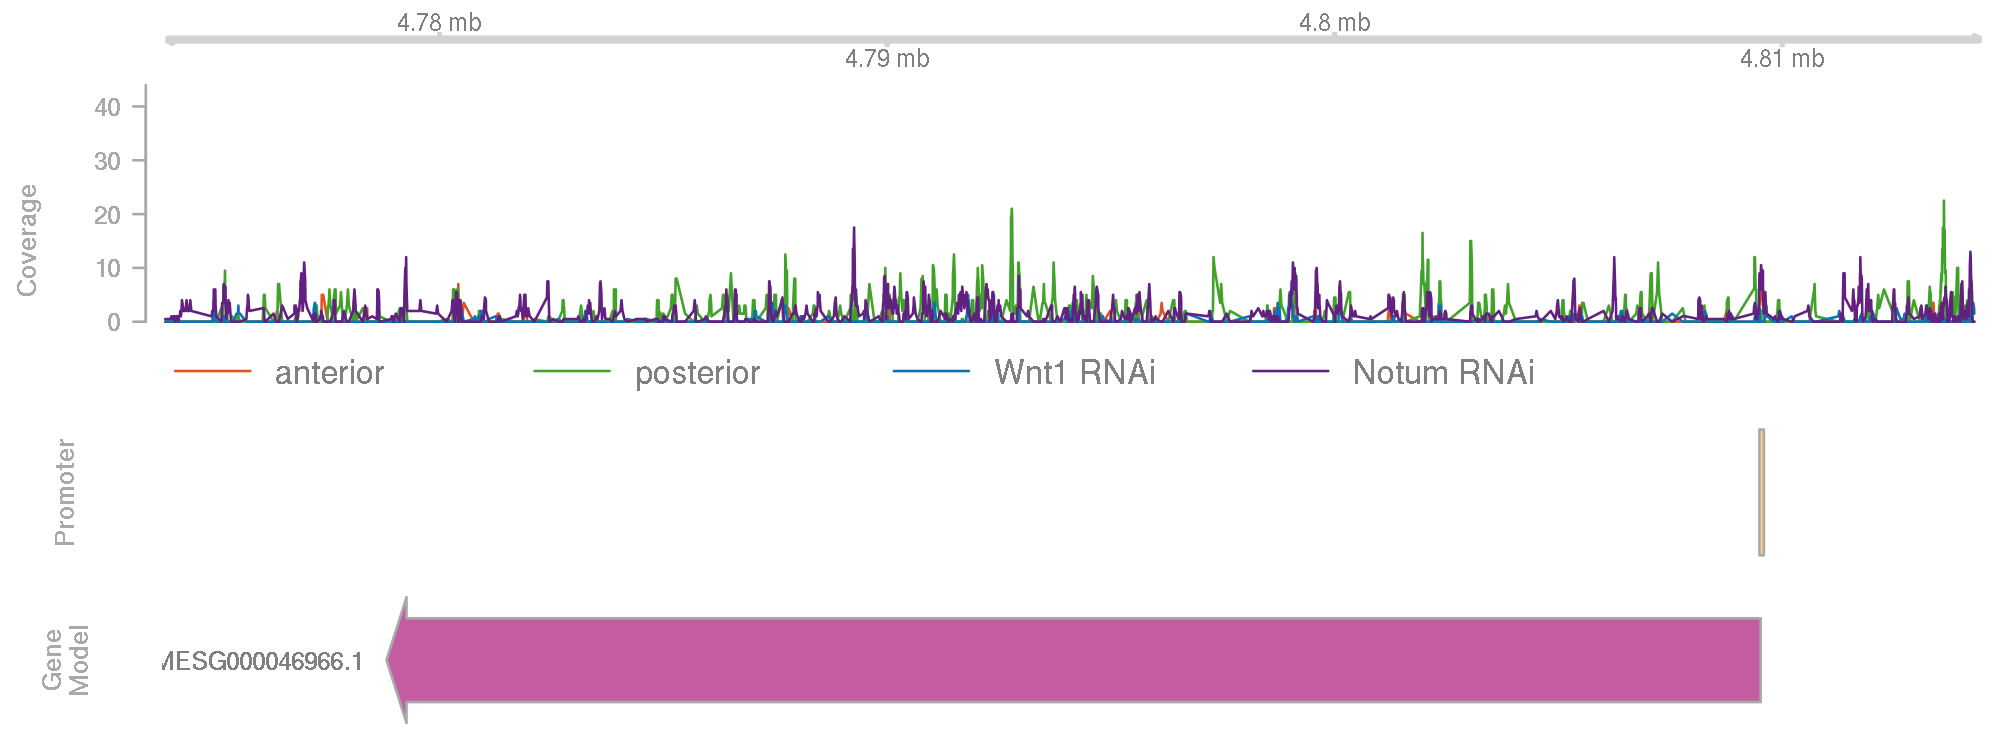 4.78 mb
4.8 mb
4.79 mb
4.81 mb
Coverage
40
30
20
10
0
anterior
posterior
Wnt1 RNAi
Notum RNAi
Promoter
Gene
Model
MESG000046966.1